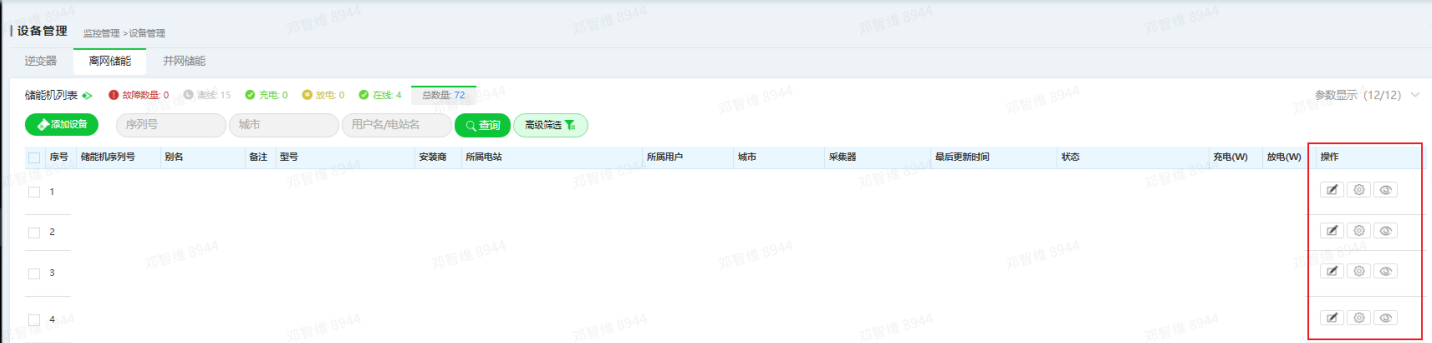 设备管理 监控管理 >设备管理
逆变器 离网储能 并网储能
储能机列表 故障数量: 0 离线: 15 充电: 0 放电: 0 在线: 4 总数量: 72 参数显示 (12/12)
添加设备 序列号 城市 用户名/电站名 查询 高级筛选
序号 储能机序列号 别名 备注 型号 安装商 所属电站 所属用户 城市 采集器 最后更新时间 状态 充电(W) 放电(W) 操作
1
2
3
4
邓智维 8944